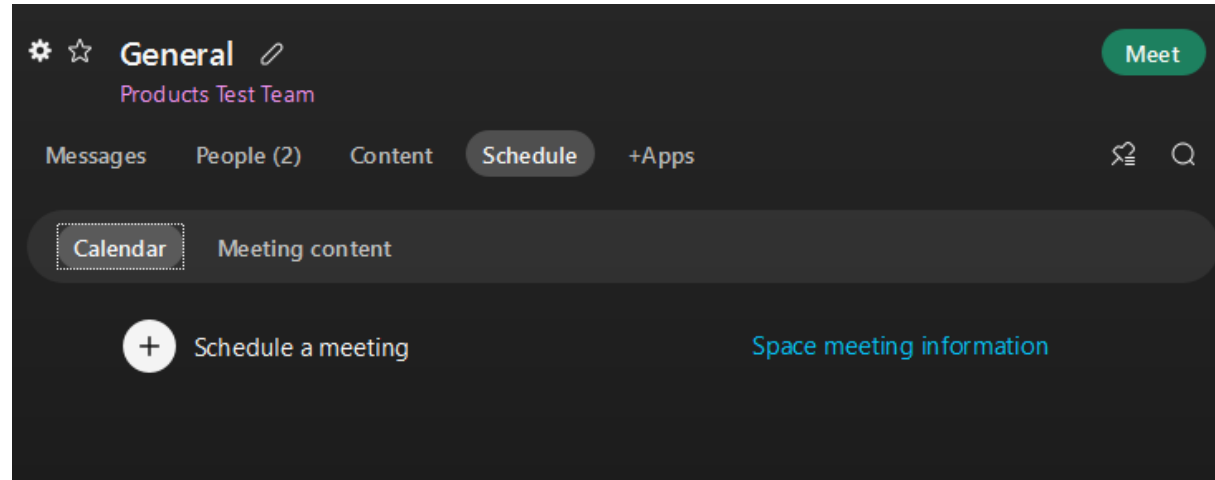 General
Meet
Products Test Team
Messages People (2) Content Schedule +Apps
Calendar Meeting content
+ Schedule a meeting Space meeting information